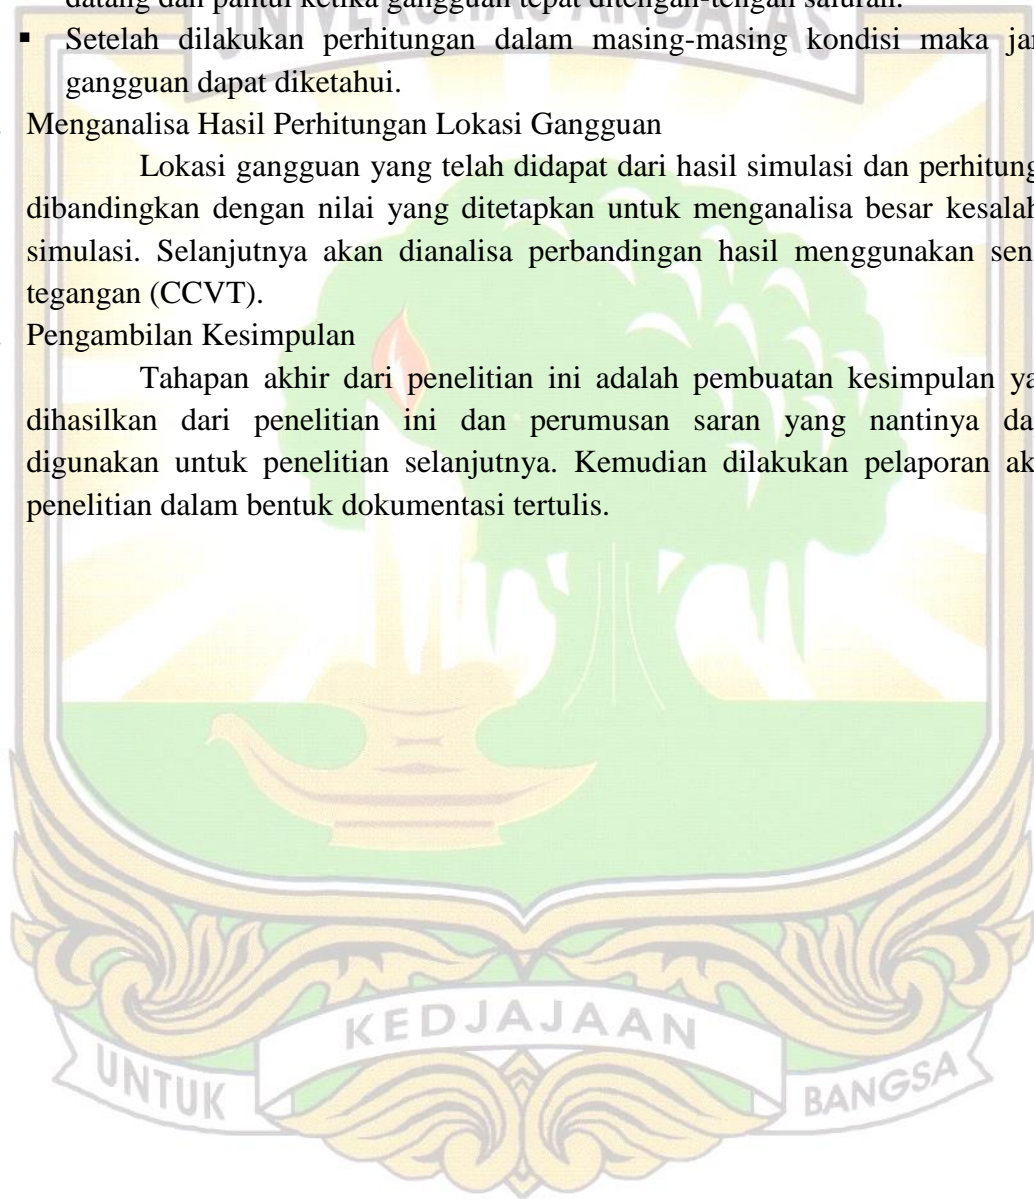 datang dan pantul ketika gangguan tepat ditengah-tengah saluran.
UNIVERSITAS ANDALAS
▪ Setelah dilakukan perhitungan dalam masing-masing kondisi maka
gangguan dapat diketahui.
Menganalisa Hasil Perhitungan Lokasi Gangguan
Lokasi gangguan yang telah didapat dari hasil simulasi dan
dibandingkan dengan nilai yang ditetapkan untuk menganalisa besar
simulasi. Selanjutnya akan dianalisa perbandingan hasil menggunakan
tegangan (CCVT).
Pengambilan Kesimpulan
Tahapan akhir dari penelitian ini adalah pembuatan kesimpulan
dihasilkan dari penelitian ini dan perumusan saran yang nantinya
digunakan untuk penelitian selanjutnya. Kemudian dilakukan pelaporan
penelitian dalam bentuk dokumentasi tertulis.
KEDJAJAAN
UNTUK BANGSA